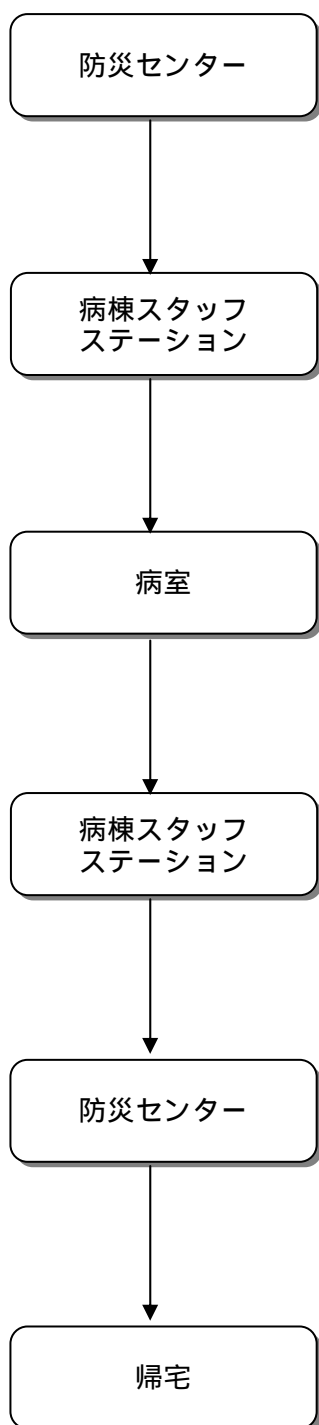 防災センター
病棟スタッフ
ステーション
病室
病棟スタッフ
ステーション
防災センター
帰宅